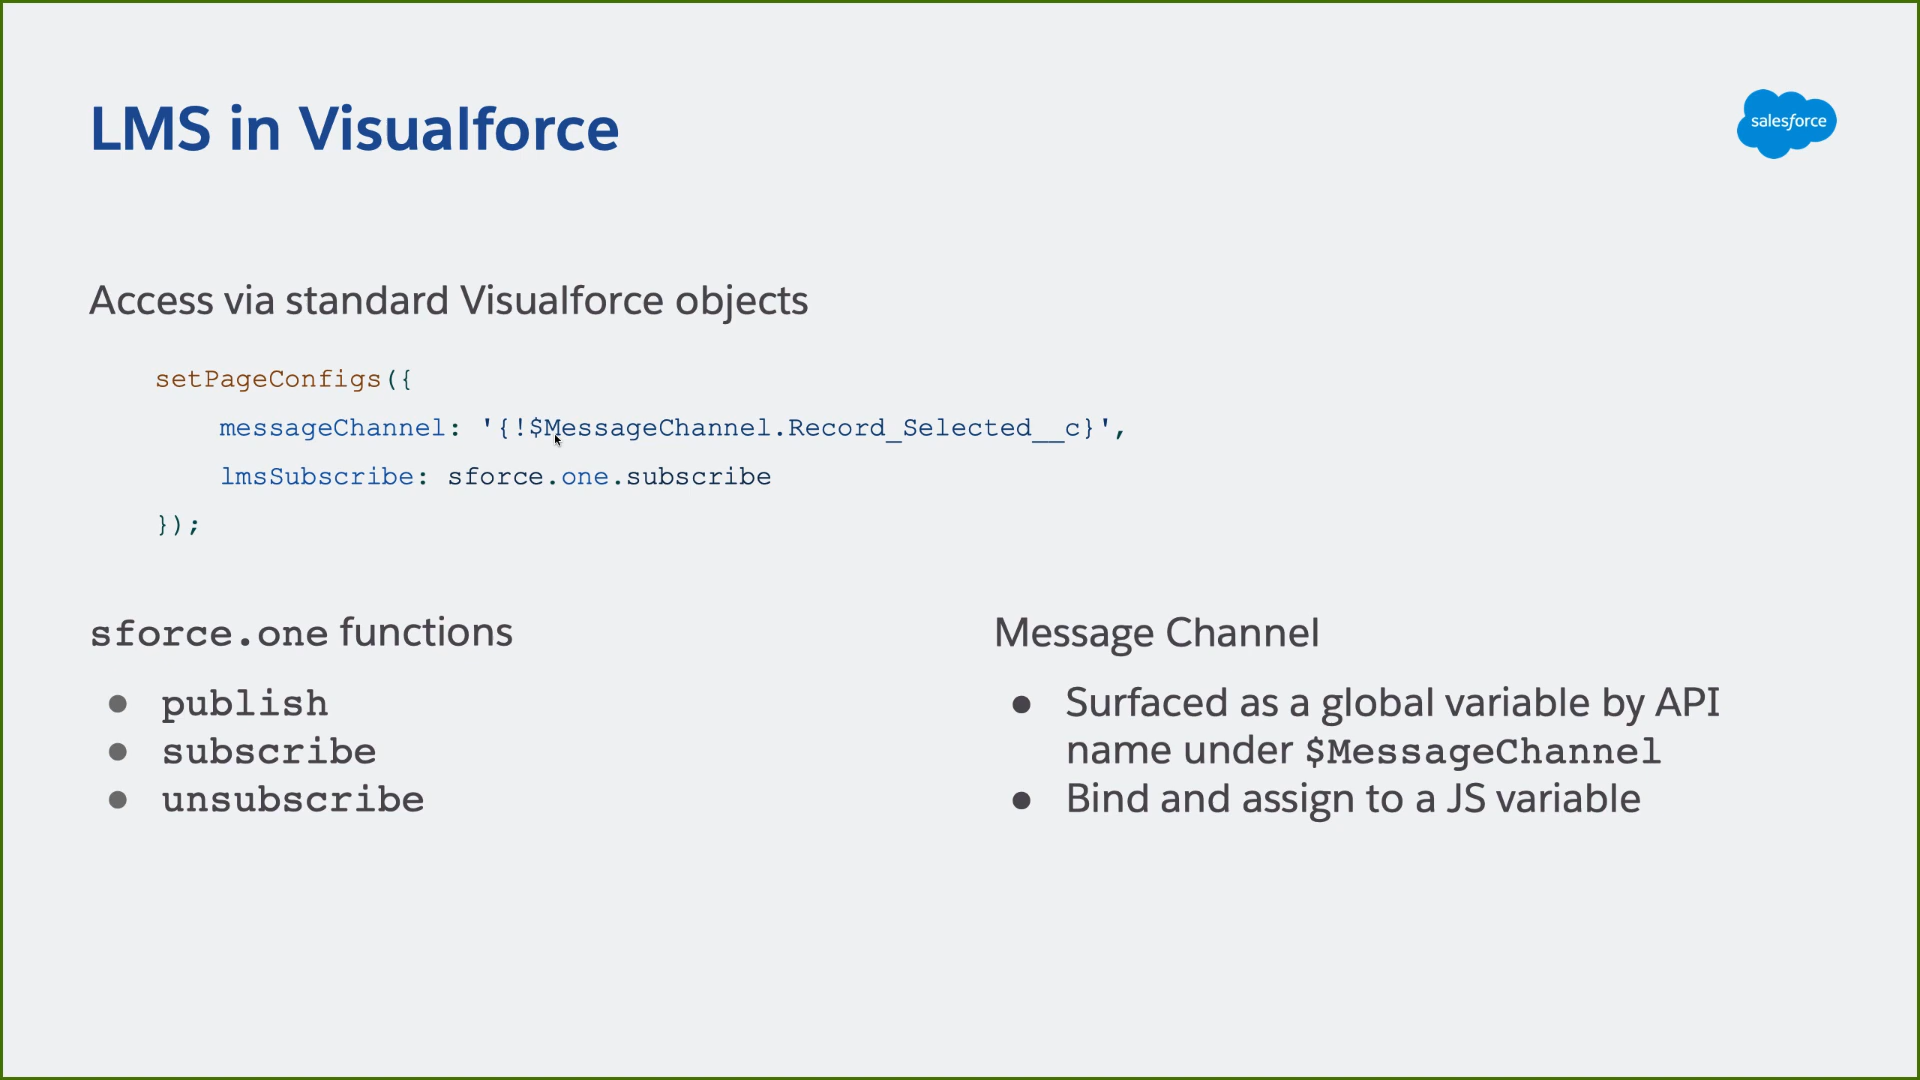 LMS in Visualforce
salesforce
Access via standard Visualforce objects
setPageConfigs({
messageChannel: '{!$MessageChannel.Record_Selected__c}',
lmsSubscribe: sforce.one.subscribe
});
sforce.one functions
● publish
● subscribe
● unsubscribe
Message Channel
● Surfaced as a global variable by API
name under $MessageChannel
● Bind and assign to a JS variable